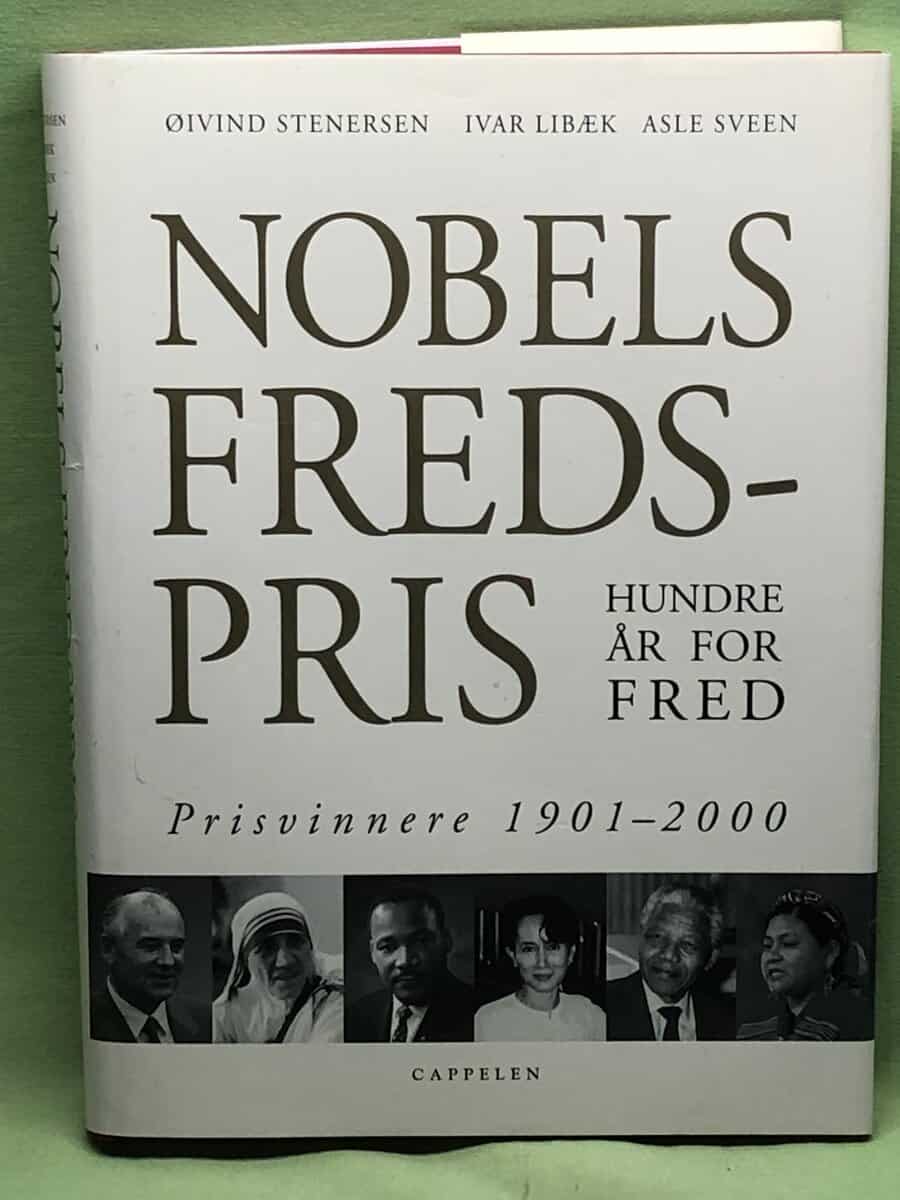 ØIVIND STENERSEN IVAR LIBÆK ASLE SVEEN
NOBELS
FREDS-
PRIS
HUNDRE
ÅR FOR
FRED
Prisvinnere 1901–2000
CAPPELEN